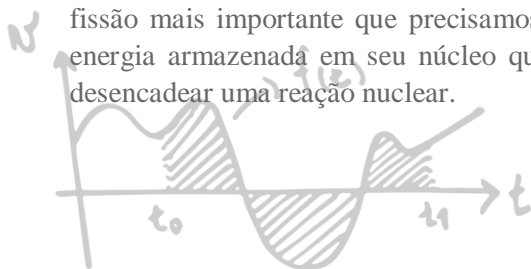 fissão mais importante que precisamos
energia armazenada em seu núcleo qu
desencadear uma reação nuclear.
N
f(x)
t₀
t₁
t